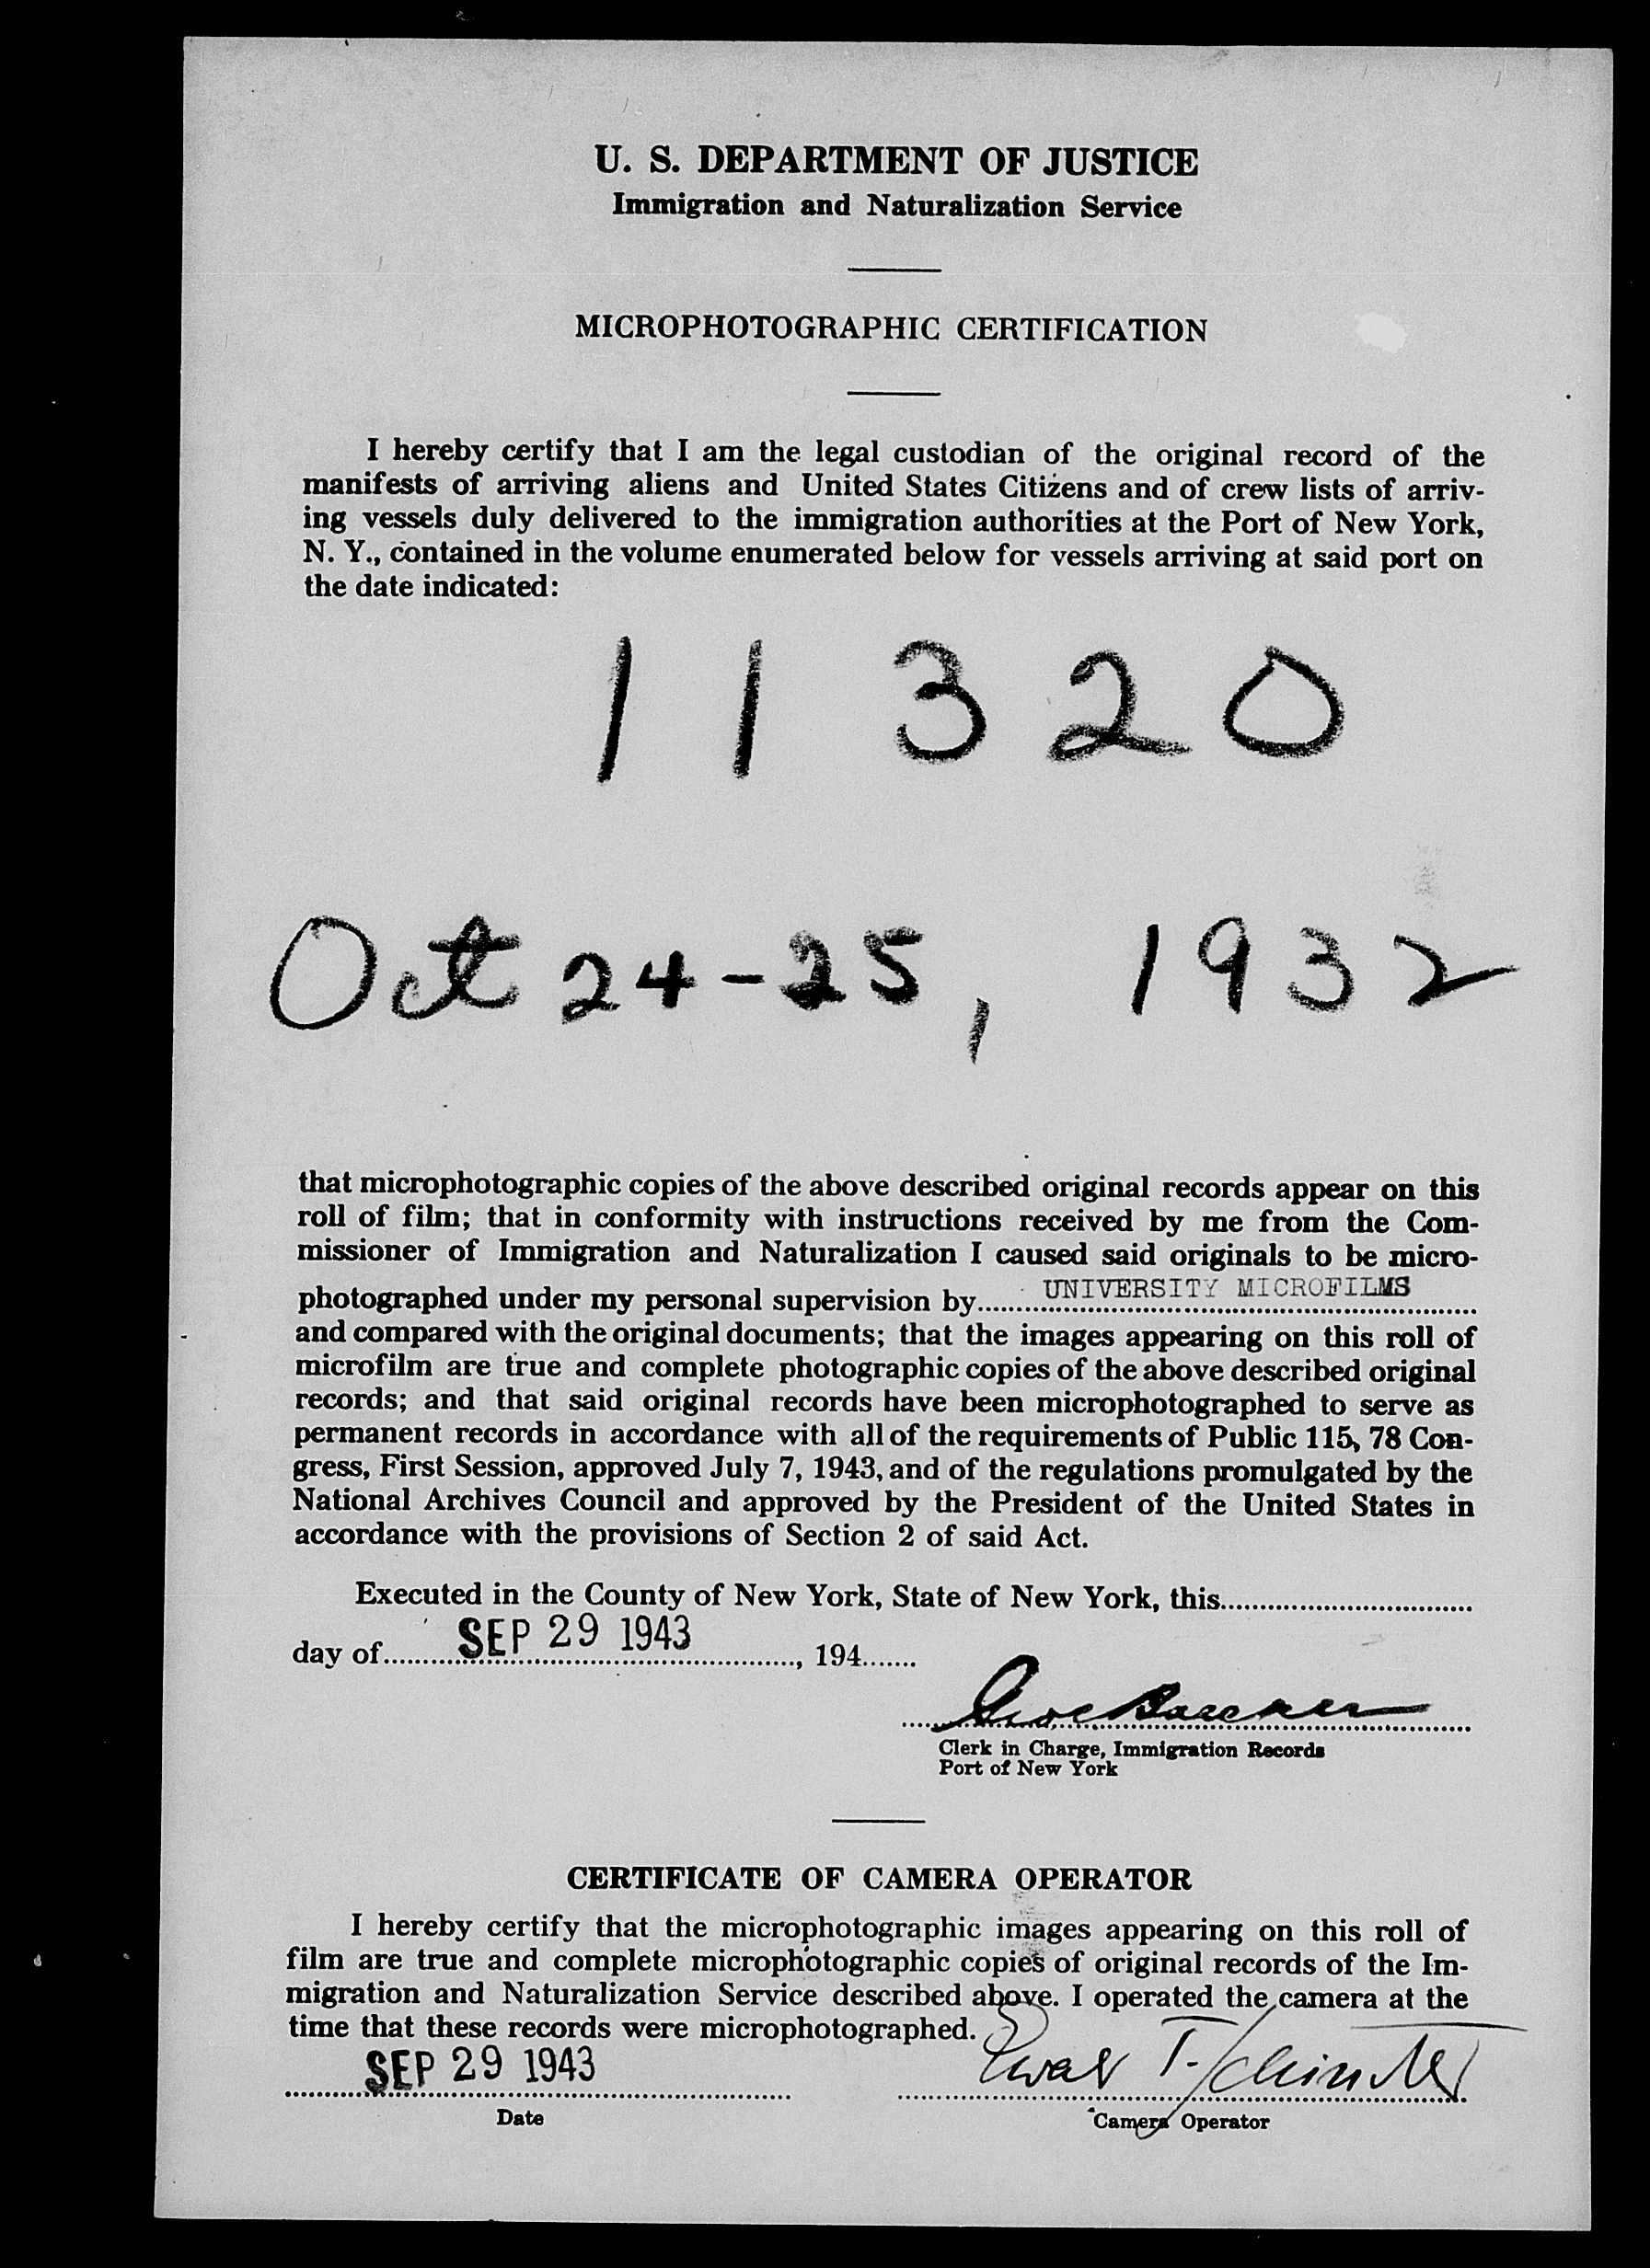 U. S. DEPARTMENT OF JUSTICE
Immigration and Naturalization Service
MICROPHOTOGRAPHIC CERTIFICATION
I hereby certify that I am the legal custodian of the original record of the
manifests of arriving aliens and United States Citizens and of crew lists of arriv-
ing vessels duly delivered to the immigration authorities at the Port of New York,
N. Y., contained in the volume enumerated below for vessels arriving at said port on
the date indicated:
11320
Oct 24-25, 1932
that microphotographic copies of the above described original records appear on this
roll of film; that in conformity with instructions received by me from the Com-
missioner of Immigration and Naturalization I caused said originals to be micro-
photographed under my personal supervision by UNIVERSITY MICROFILMS
and compared with the original documents; that the images appearing on this roll of
microfilm are true and complete photographic copies of the above described original
records; and that said original records have been microphotographed to serve as
permanent records in accordance with all of the requirements of Public 115, 78 Con-
gress, First Session, approved July 7, 1943, and of the regulations promulgated by the
National Archives Council and approved by the President of the United States in
accordance with the provisions of Section 2 of said Act.
Executed in the County of New York, State of New York, this
day of SEP 29 1943, 194
Clerk in Charge, Immigration Records
Port of New York
CERTIFICATE OF CAMERA OPERATOR
I hereby certify that the microphotographic images appearing on this roll of
film are true and complete microphotographic copies of original records of the Im-
migration and Naturalization Service described above. I operated the camera at the
time that these records were microphotographed.
SEP 29 1943
Date
Camera Operator